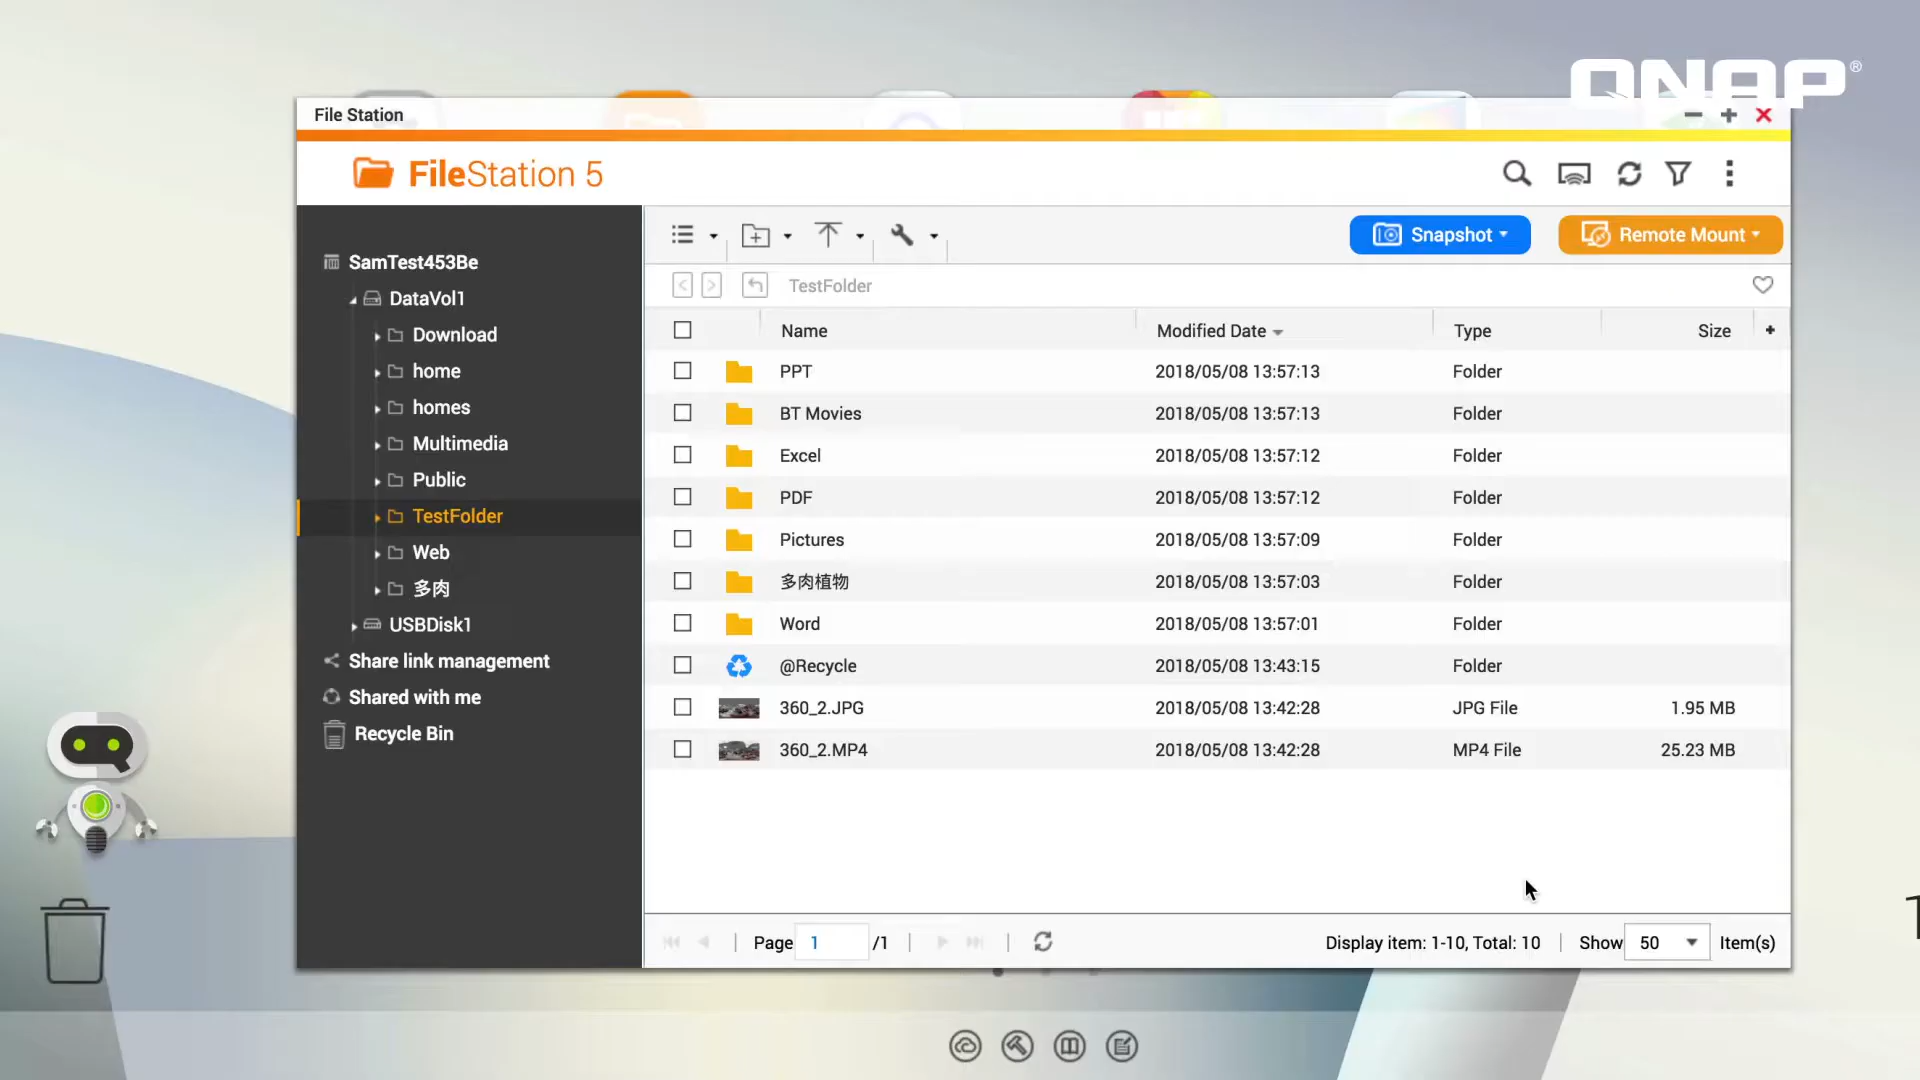 QNAP®
File Station
FileStation 5
Snapshot
Remote Mount
SamTest453Be
DataVol1
Download
home
homes
Multimedia
Public
TestFolder
Web
多肉
USBDisk1
Share link management
Shared with me
Recycle Bin
TestFolder
Name Modified Date Type Size +
PPT 2018/05/08 13:57:13 Folder
BT Movies 2018/05/08 13:57:13 Folder
Excel 2018/05/08 13:57:12 Folder
PDF 2018/05/08 13:57:12 Folder
Pictures 2018/05/08 13:57:09 Folder
多肉植物 2018/05/08 13:57:03 Folder
Word 2018/05/08 13:57:01 Folder
@Recycle 2018/05/08 13:43:15 Folder
360_2.JPG 2018/05/08 13:42:28 JPG File 1.95 MB
360_2.MP4 2018/05/08 13:42:28 MP4 File 25.23 MB
Page 1 /1 Display item: 1-10, Total: 10 Show 50 Item(s)